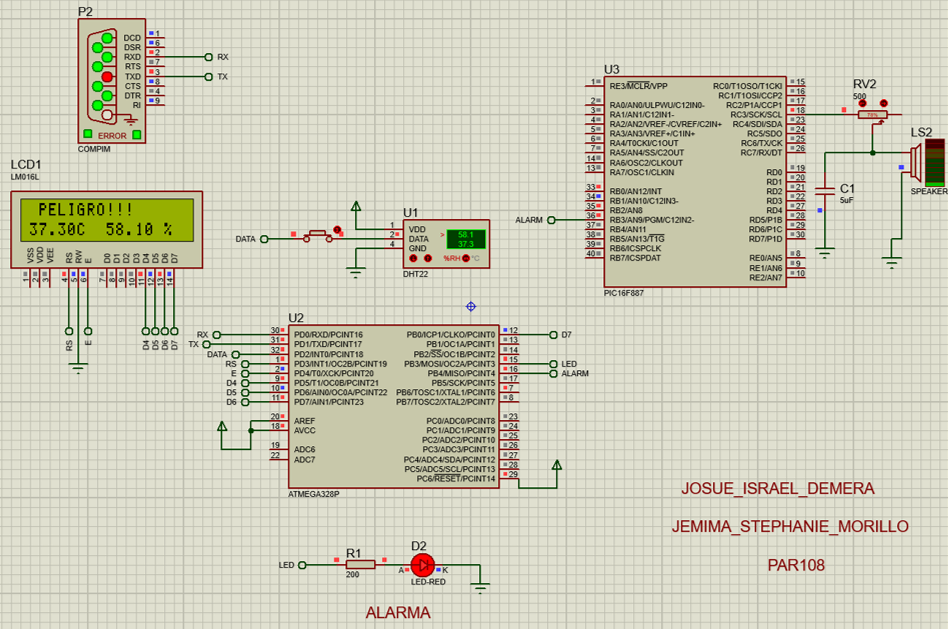 P2
DCD 1
DSR 6
RXD 2 RX
RTS 7
TXD 3 TX
CTS 8
DTR 4
RI 9
ERROR
COMPIM
LCD1
LM016L
PELIGRO!!!
37.30C 58.10 %
VSS VDD VEE RS RW E D0 D1 D2 D3 D4 D5 D6 D7
1 2 3 4 5 6 7 8 9 10 11 12 13 14
RS E D4 D5 D6 D7
U1
DATA
1 VDD
2 DATA
4 GND
> 58.1
37.3
%RH °C
DHT22
U3
1 RE3/MCLR/VPP
2 RA0/AN0/ULPWU/C12IN0-
3 RA1/AN1/C12IN1-
4 RA2/AN2/VREF-/CVREF/C2IN+
5 RA3/AN3/VREF+/C1IN+
6 RA4/T0CKI/C1OUT
7 RA5/AN4/SS/C2OUT
14 RA6/OSC2/CLKOUT
13 RA7/OSC1/CLKIN
33 RB0/AN12/INT
34 RB1/AN10/C12IN3-
35 RB2/AN8
ALARM 36 RB3/AN9/PGM/C12IN2-
37 RB4/AN11
38 RB5/AN13/T1G
39 RB6/ICSPCLK
40 RB7/ICSPDAT
RC0/T1OSO/T1CKI 15
RC1/T1OSI/CCP2 16
RC2/P1A/CCP1 17
RC3/SCK/SCL 18
RC4/SDI/SDA 23
RC5/SDO 24
RC6/TX/CK 25
RC7/RX/DT 26
RD0 19
RD1 20
RD2 21
RD3 22
RD4 27
RD5/P1B 28
RD6/P1C 29
RD7/P1D 30
RE0/AN5 8
RE1/AN6 9
RE2/AN7 10
PIC16F887
RV2
500
C1
5uF
LS2
SPEAKER
U2
RX 30 PD0/RXD/PCINT16
TX 31 PD1/TXD/PCINT17
DATA 32 PD2/INT0/PCINT18
RS 1 PD3/INT1/OC2B/PCINT19
E 2 PD4/T0/XCK/PCINT20
D4 9 PD5/T1/OC0B/PCINT21
D5 10 PD6/AIN0/OC0A/PCINT22
D6 11 PD7/AIN1/PCINT23
20 AREF
18 AVCC
19 ADC6
22 ADC7
PB0/ICP1/CLKO/PCINT0 12 D7
PB1/OC1A/PCINT1 13
PB2/SS/OC1B/PCINT2 14
PB3/MOSI/OC2A/PCINT3 15 LED
PB4/MISO/PCINT4 16 ALARM
PB5/SCK/PCINT5 17
PB6/TOSC1/XTAL1/PCINT6 7
PB7/TOSC2/XTAL2/PCINT7 8
PC0/ADC0/PCINT8 23
PC1/ADC1/PCINT9 24
PC2/ADC2/PCINT10 25
PC3/ADC3/PCINT11 26
PC4/ADC4/SDA/PCINT12 27
PC5/ADC5/SCL/PCINT13 28
PC6/RESET/PCINT14 29
ATMEGA328P
JOSUE_ISRAEL_DEMERA
JEMIMA_STEPHANIE_MORILLO
PAR108
LED
R1
200
D2
A K
LED-RED
ALARMA